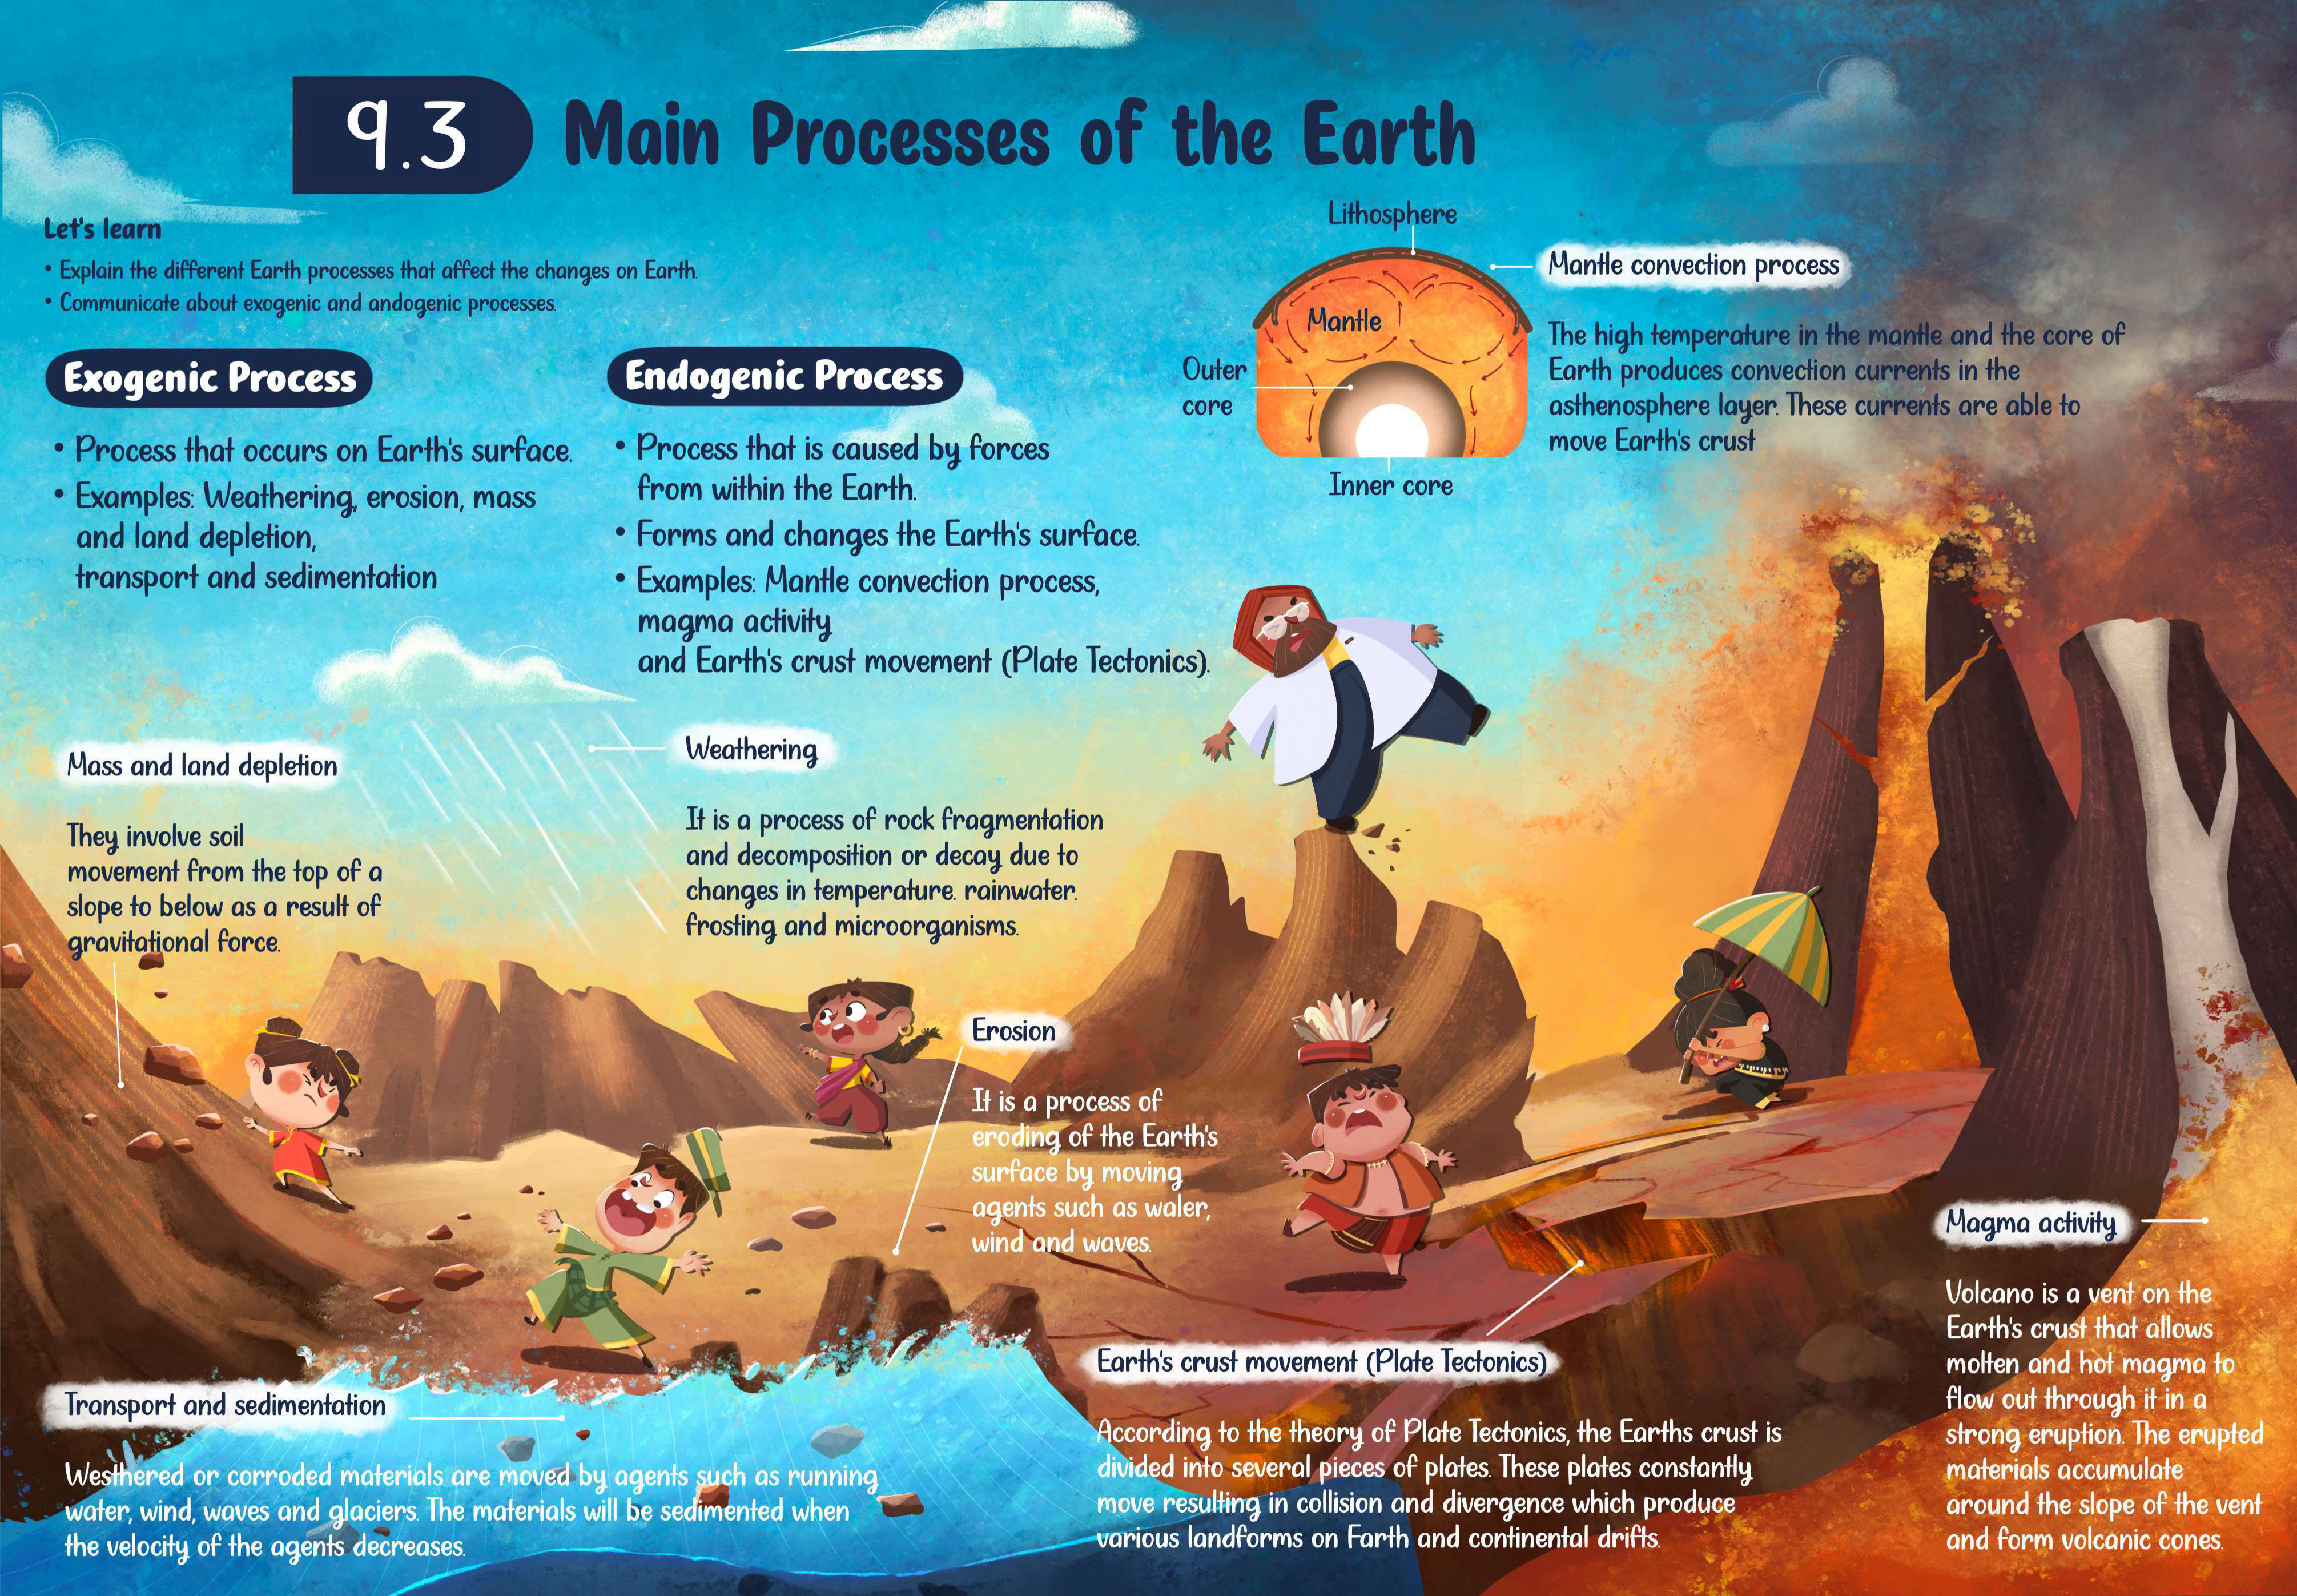 9.3 Main Processes of the Earth
Let's learn
• Explain the different Earth processes that affect the changes on Earth.
• Communicate about exogenic and andogenic processes.
Exogenic Process
• Process that occurs on Earth's surface.
• Examples: Weathering, erosion, mass
and land depletion,
transport and sedimentation
Endogenic Process
• Process that is caused by forces
from within the Earth.
• Forms and changes the Earth's surface.
• Examples: Mantle convection process,
magma activity
and Earth's crust movement (Plate Tectonics).
Lithosphere
Mantle
Outer
core
Inner core
Mantle convection process
The high temperature in the mantle and the core of
Earth produces convection currents in the
asthenosphere layer. These currents are able to
move Earth's crust
Mass and land depletion
They involve soil
movement from the top of a
slope to below as a result of
gravitational force.
Weathering
It is a process of rock fragmentation
and decomposition or decay due to
changes in temperature. rainwater.
frosting and microorganisms.
Erosion
It is a process of
eroding of the Earth's
surface by moving
agents such as waler,
wind and waves.
Transport and sedimentation
Westhered or corroded materials are moved by agents such as running
water, wind, waves and glaciers. The materials will be sedimented when
the velocity of the agents decreases.
Earth's crust movement (Plate Tectonics)
According to the theory of Plate Tectonics, the Earths crust is
divided into several pieces of plates. These plates constantly
move resulting in collision and divergence which produce
various landforms on Earth and continental drifts.
Magma activity
Volcano is a vent on the
Earth's crust that allows
molten and hot magma to
flow out through it in a
strong eruption. The erupted
materials accumulate
around the slope of the vent
and form volcanic cones.